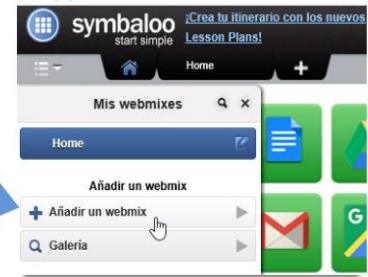 symbaloo
start simple
¡Crea tu itinerario con los nuevos
Lesson Plans!
Home
Mis webmixes
Home
Añadir un webmix
Añadir un webmix
Galería
G